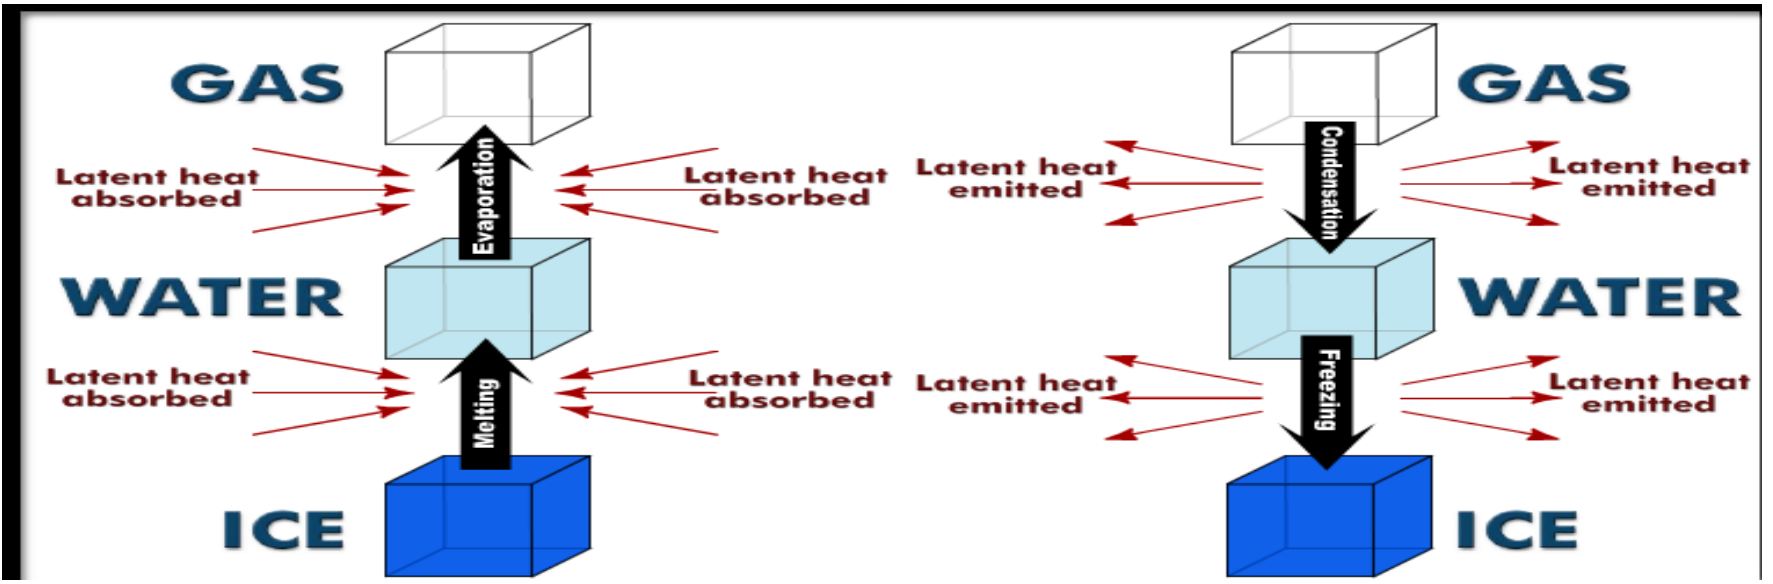 GAS
Evaporation
Latent heat
absorbed
Latent heat
absorbed
WATER
Melting
Latent heat
absorbed
Latent heat
absorbed
ICE
GAS
Condensation
Latent heat
emitted
Latent heat
emitted
WATER
Freezing
Latent heat
emitted
Latent heat
emitted
ICE